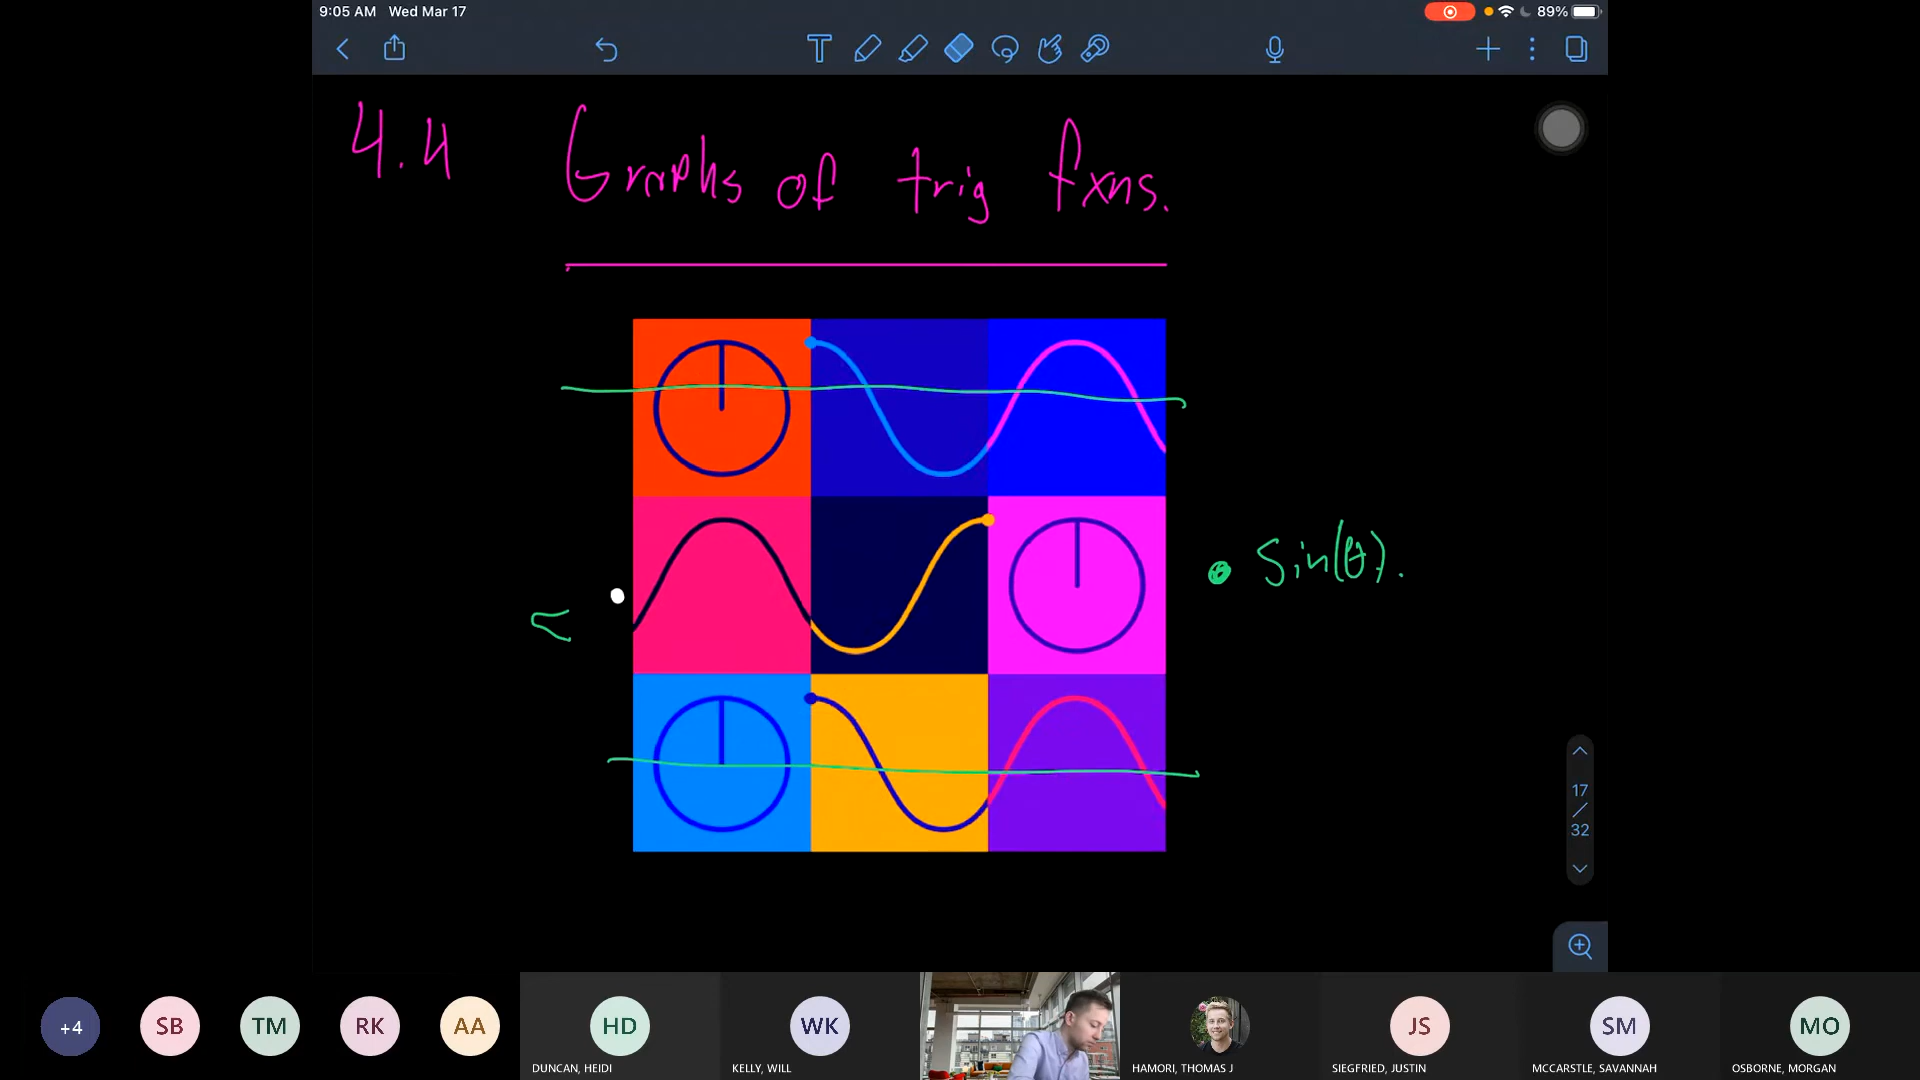 9:05 AM Wed Mar 17
89%
4.4 Graphs of trig fxns.
Sin(θ).
17
32
+4
SB
TM
RK
AA
HD
WK
JS
SM
MO
DUNCAN, HEIDI
KELLY, WILL
HAMORI, THOMAS J
SIEGFRIED, JUSTIN
MCCARSTLE, SAVANNAH
OSBORNE, MORGAN